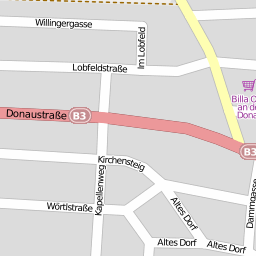 Willingergasse
Im Lobfeld
Lobfeldstraße
Billa
an de
Dona
Donaustraße
B3
B3
Kirchensteig
Kapellenweg
Wörtlstraße
Altes Dorf
Dammgasse
Altes Dorf
Altes Dorf